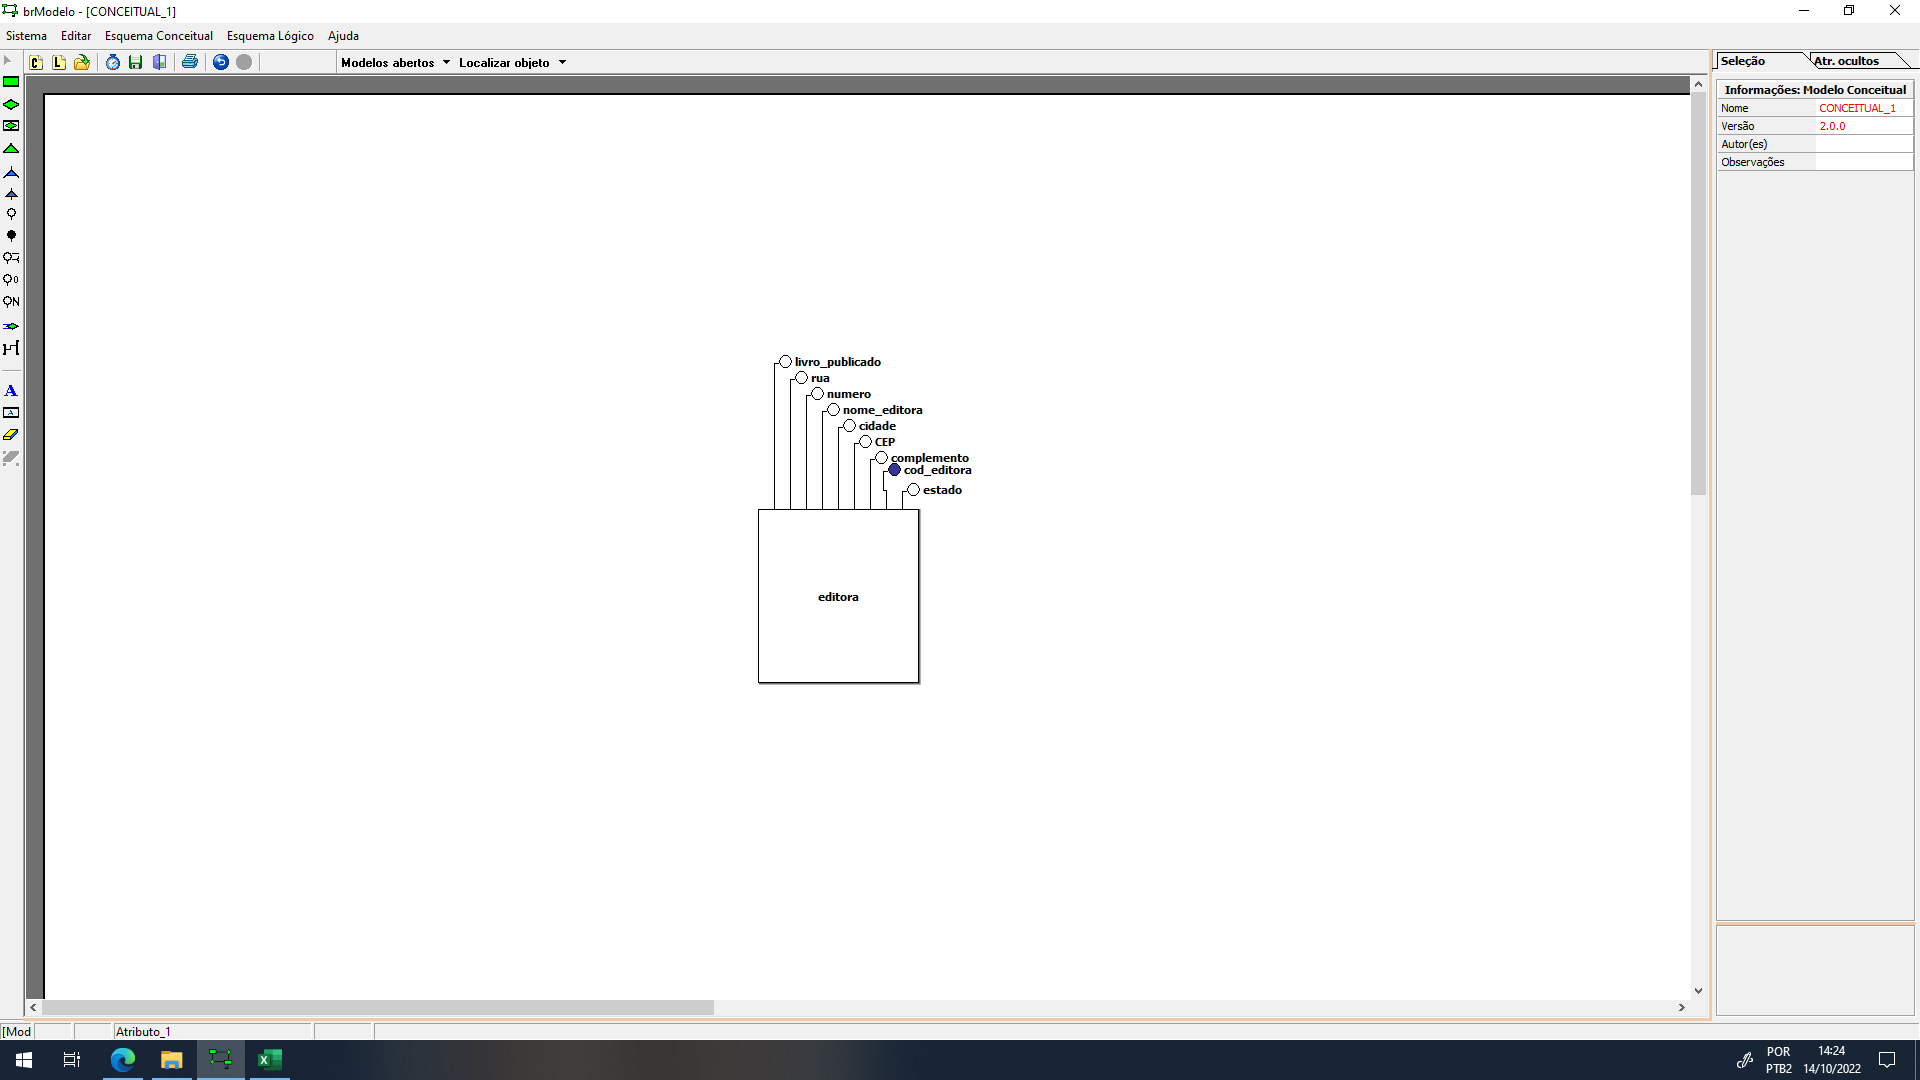 brModelo - [CONCEITUAL_1]
Sistema Editar Esquema Conceitual Esquema Lógico Ajuda
C L Modelos abertos Localizar objeto
Seleção Atr. ocultos
Informações: Modelo Conceitual
Nome CONCEITUAL_1
Versão 2.0.0
Autor(es)
Observações
0
N
A
A
livro_publicado
rua
numero
nome_editora
cidade
CEP
complemento
cod_editora
estado
editora
[Mod Atributo_1
POR 14:24
PTB2 14/10/2022